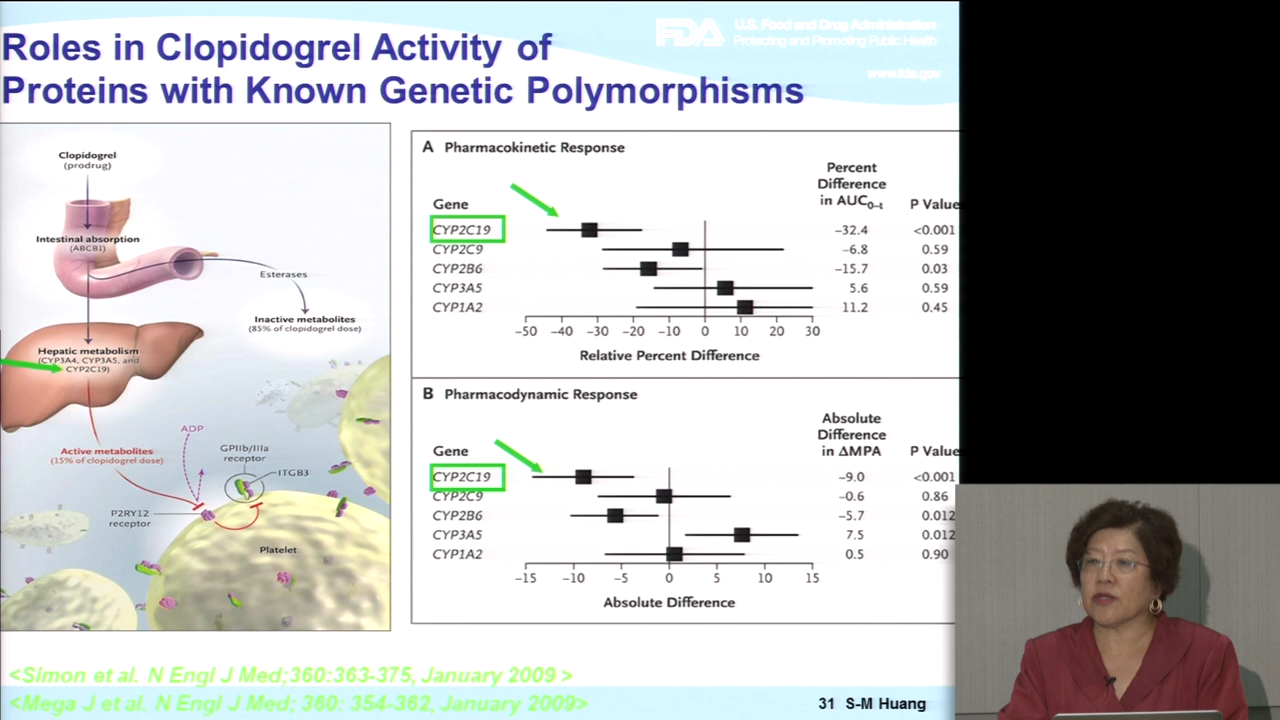 Roles in Clopidogrel Activity of
Proteins with Known Genetic Polymorphisms
FDA
U.S. Food and Drug Administration
Protecting and Promoting Public Health
www.fda.gov
Clopidogrel
(prodrug)
Intestinal absorption
(ABCB1)
Esterases
Inactive metabolites
(85% of clopidogrel dose)
Hepatic metabolism
(CYP3A4, CYP3A5, and
CYP2C19)
Active metabolites
(15% of clopidogrel dose)
ADP
GPIIb/IIIa
receptor
ITGB3
P2RY12
receptor
Platelet
A Pharmacokinetic Response
Gene Percent Difference in AUC0–t P Value
CYP2C19 −32.4 <0.001
CYP2C9 −6.8 0.59
CYP2B6 −15.7 0.03
CYP3A5 5.6 0.59
CYP1A2 11.2 0.45
−50 −40 −30 −20 −10 0 10 20 30
Relative Percent Difference
B Pharmacodynamic Response
Gene Absolute Difference in ΔMPA P Value
CYP2C19 −9.0 <0.001
CYP2C9 −0.6 0.86
CYP2B6 −5.7 0.012
CYP3A5 7.5 0.012
CYP1A2 0.5 0.90
−15 −10 −5 0 5 10 15
Absolute Difference
<Simon et al. N Engl J Med;360:363-375, January 2009 >
<Mega J et al. N Engl J Med; 360: 354-362, January 2009>
31 S-M Huang